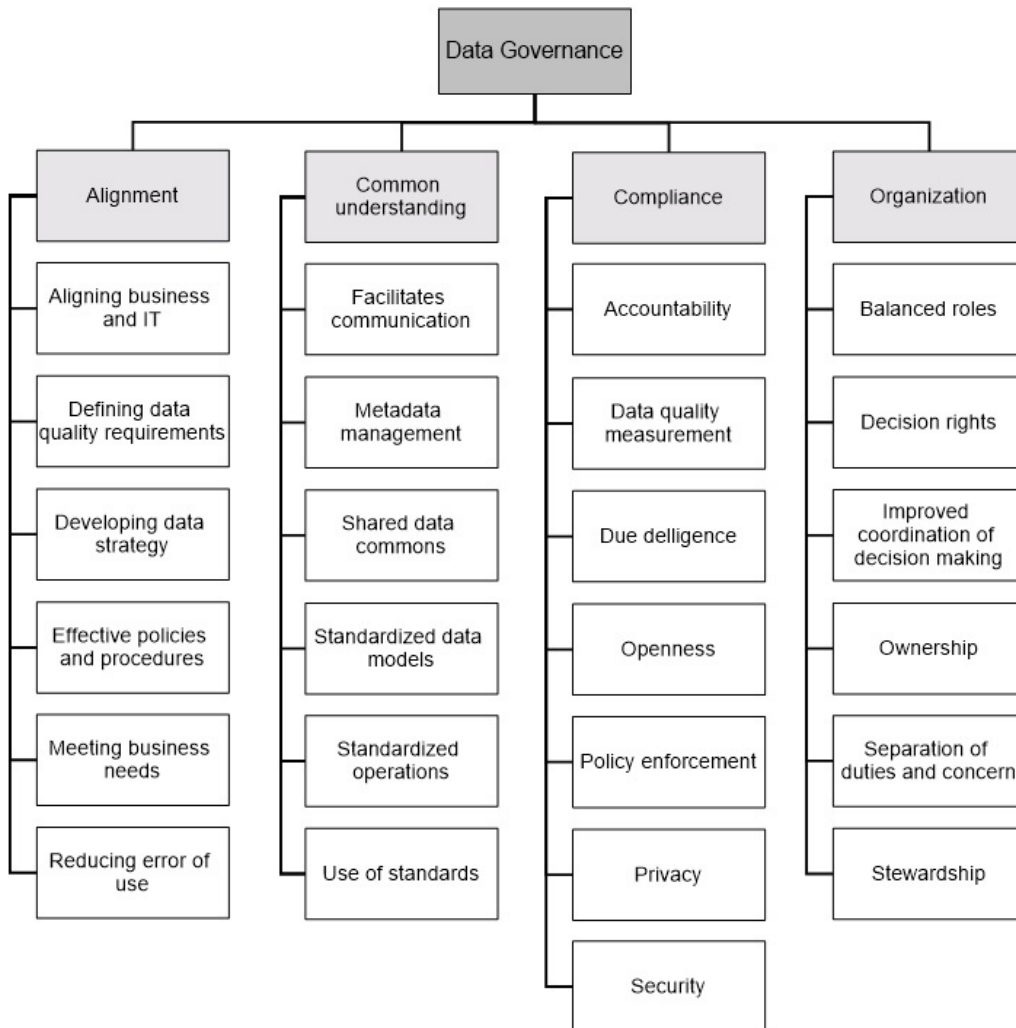 Data Governance
Alignment
Aligning business
and IT
Defining data
quality requirements
Developing data
strategy
Effective policies
and procedures
Meeting business
needs
Reducing error of
use
Common
understanding
Facilitates
communication
Metadata
management
Shared data
commons
Standardized data
models
Standardized
operations
Use of standards
Compliance
Accountability
Data quality
measurement
Due delligence
Openness
Policy enforcement
Privacy
Security
Organization
Balanced roles
Decision rights
Improved
coordination of
decision making
Ownership
Separation of
duties and concern
Stewardship